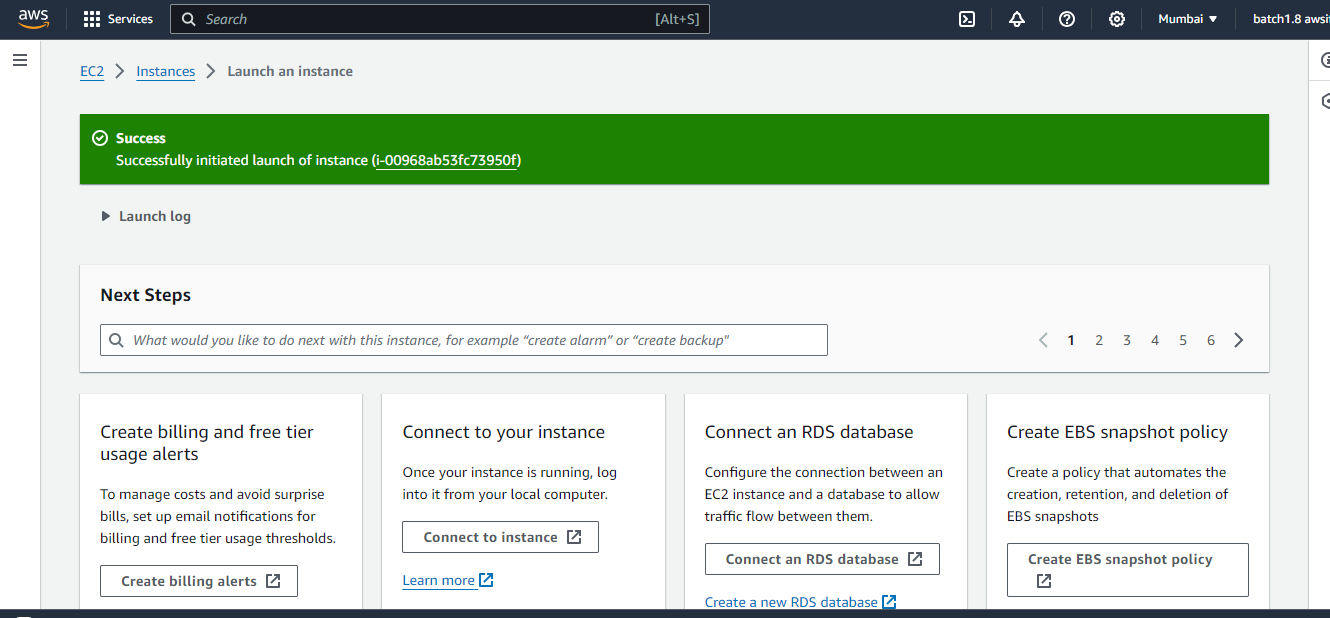 aws
Services
Search [Alt+S]
Mumbai
batch1.8 awsi
EC2 Instances Launch an instance
Success
Successfully initiated launch of instance (i-00968ab53fc73950f)
Launch log
Next Steps
What would you like to do next with this instance, for example “create alarm” or “create backup”
1 2 3 4 5 6
Create billing and free tier
usage alerts
To manage costs and avoid surprise
bills, set up email notifications for
billing and free tier usage thresholds.
Create billing alerts
Connect to your instance
Once your instance is running, log
into it from your local computer.
Connect to instance
Learn more
Connect an RDS database
Configure the connection between an
EC2 instance and a database to allow
traffic flow between them.
Connect an RDS database
Create a new RDS database
Create EBS snapshot policy
Create a policy that automates the
creation, retention, and deletion of
EBS snapshots
Create EBS snapshot policy